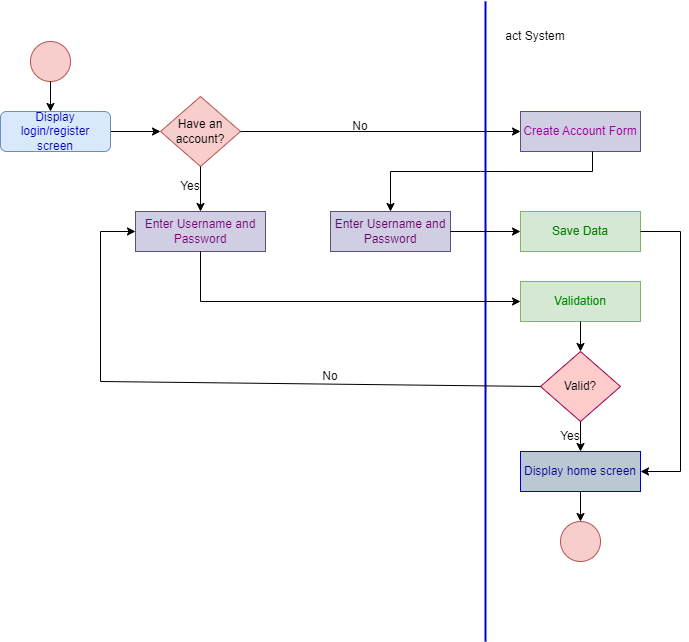 act System
Display
login/register
screen
Have an
account?
No
Create Account Form
Yes
Enter Username and
Password
Enter Username and
Password
Save Data
Validation
No
Valid?
Yes
Display home screen